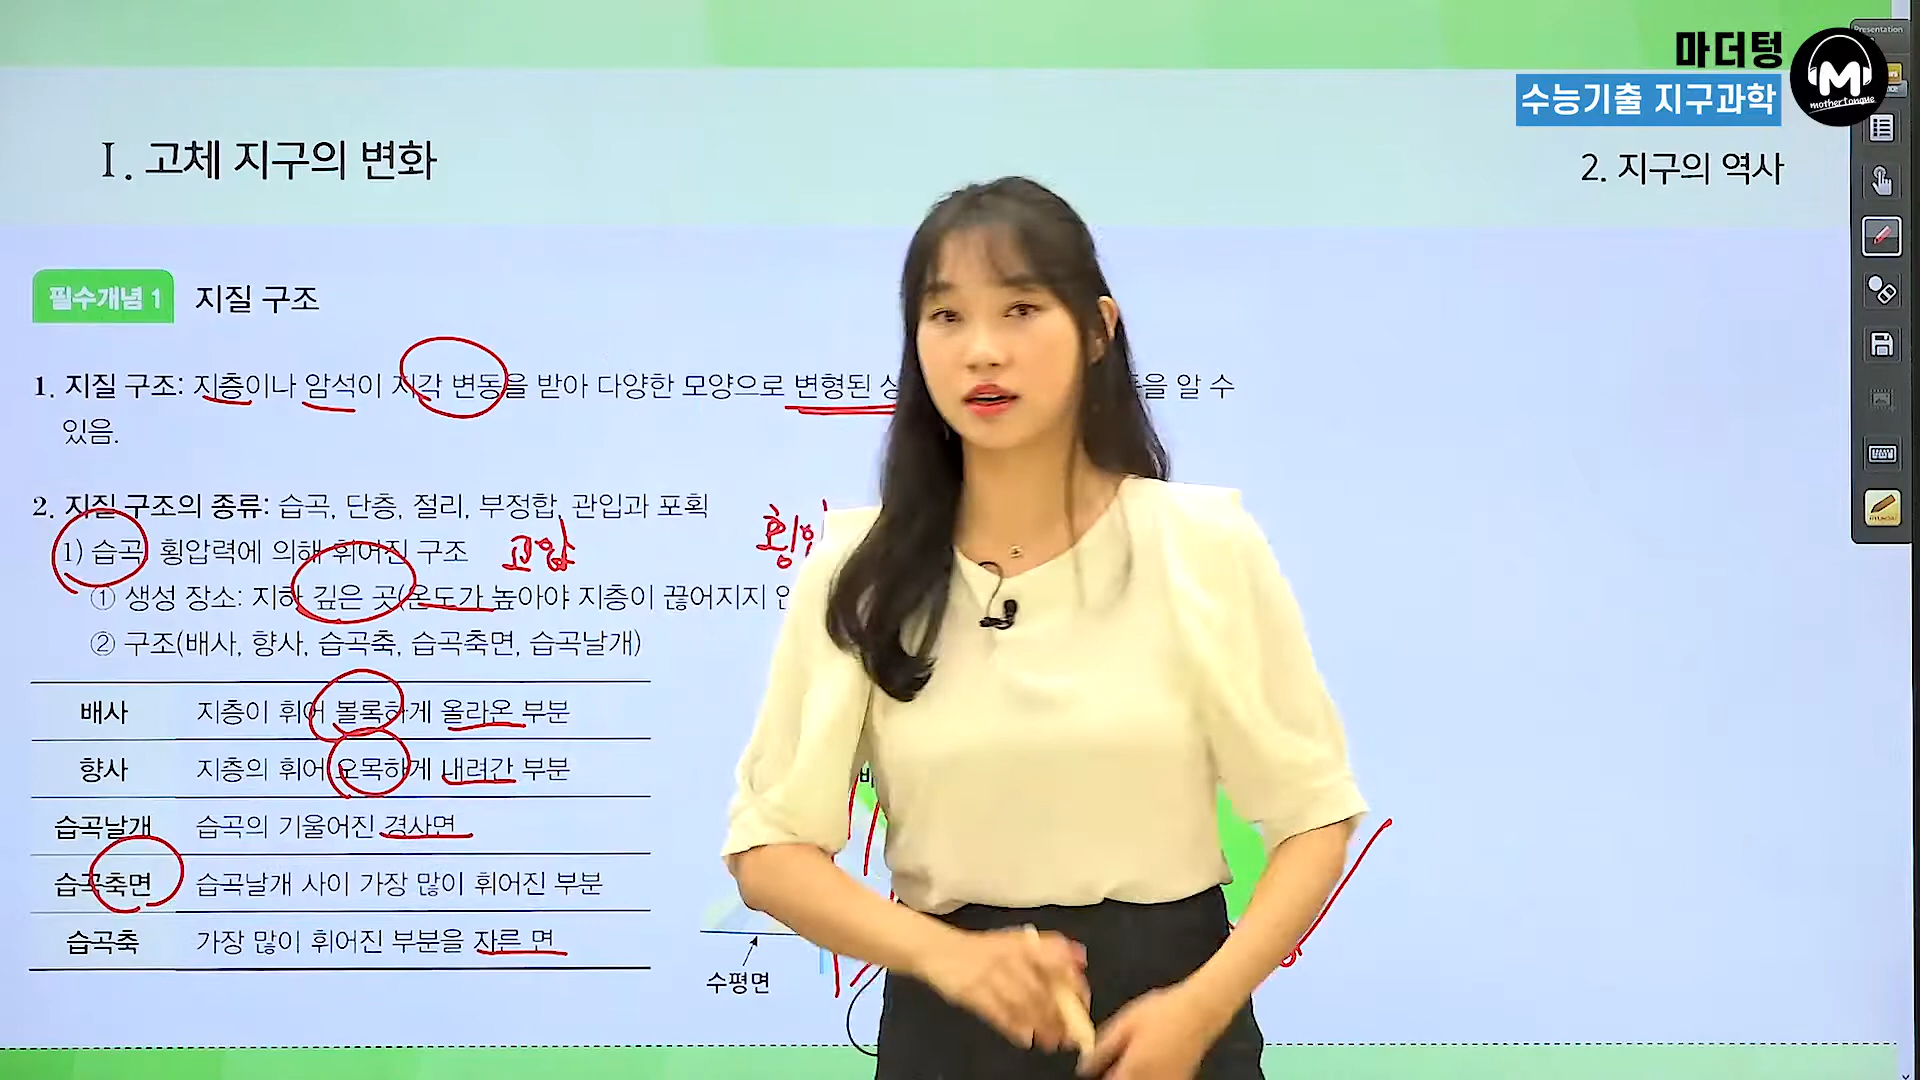 Presentation
마더텅
수능기출 지구과학
M
mothertongue
Ⅰ. 고체 지구의 변화
2. 지구의 역사
필수개념 1 지질 구조
1. 지질 구조: 지층이나 암석이 지각 변동을 받아 다양한 모양으로 변형된 을 알 수
있음.
2. 지질 구조의 종류: 습곡, 단층, 절리, 부정합, 관입과 포획
1) 습곡: 횡압력에 의해 휘어진 구조 고압
① 생성 장소: 지하 깊은 곳(온도가 높아야 지층이 끊어지지
② 구조(배사, 향사, 습곡축, 습곡축면, 습곡날개)
배사 지층이 휘어 볼록하게 올라온 부분
향사 지층의 휘어 오목하게 내려간 부분
습곡날개 습곡의 기울어진 경사면
습곡축면 습곡날개 사이 가장 많이 휘어진 부분
습곡축 가장 많이 휘어진 부분을 자른 면
수평면